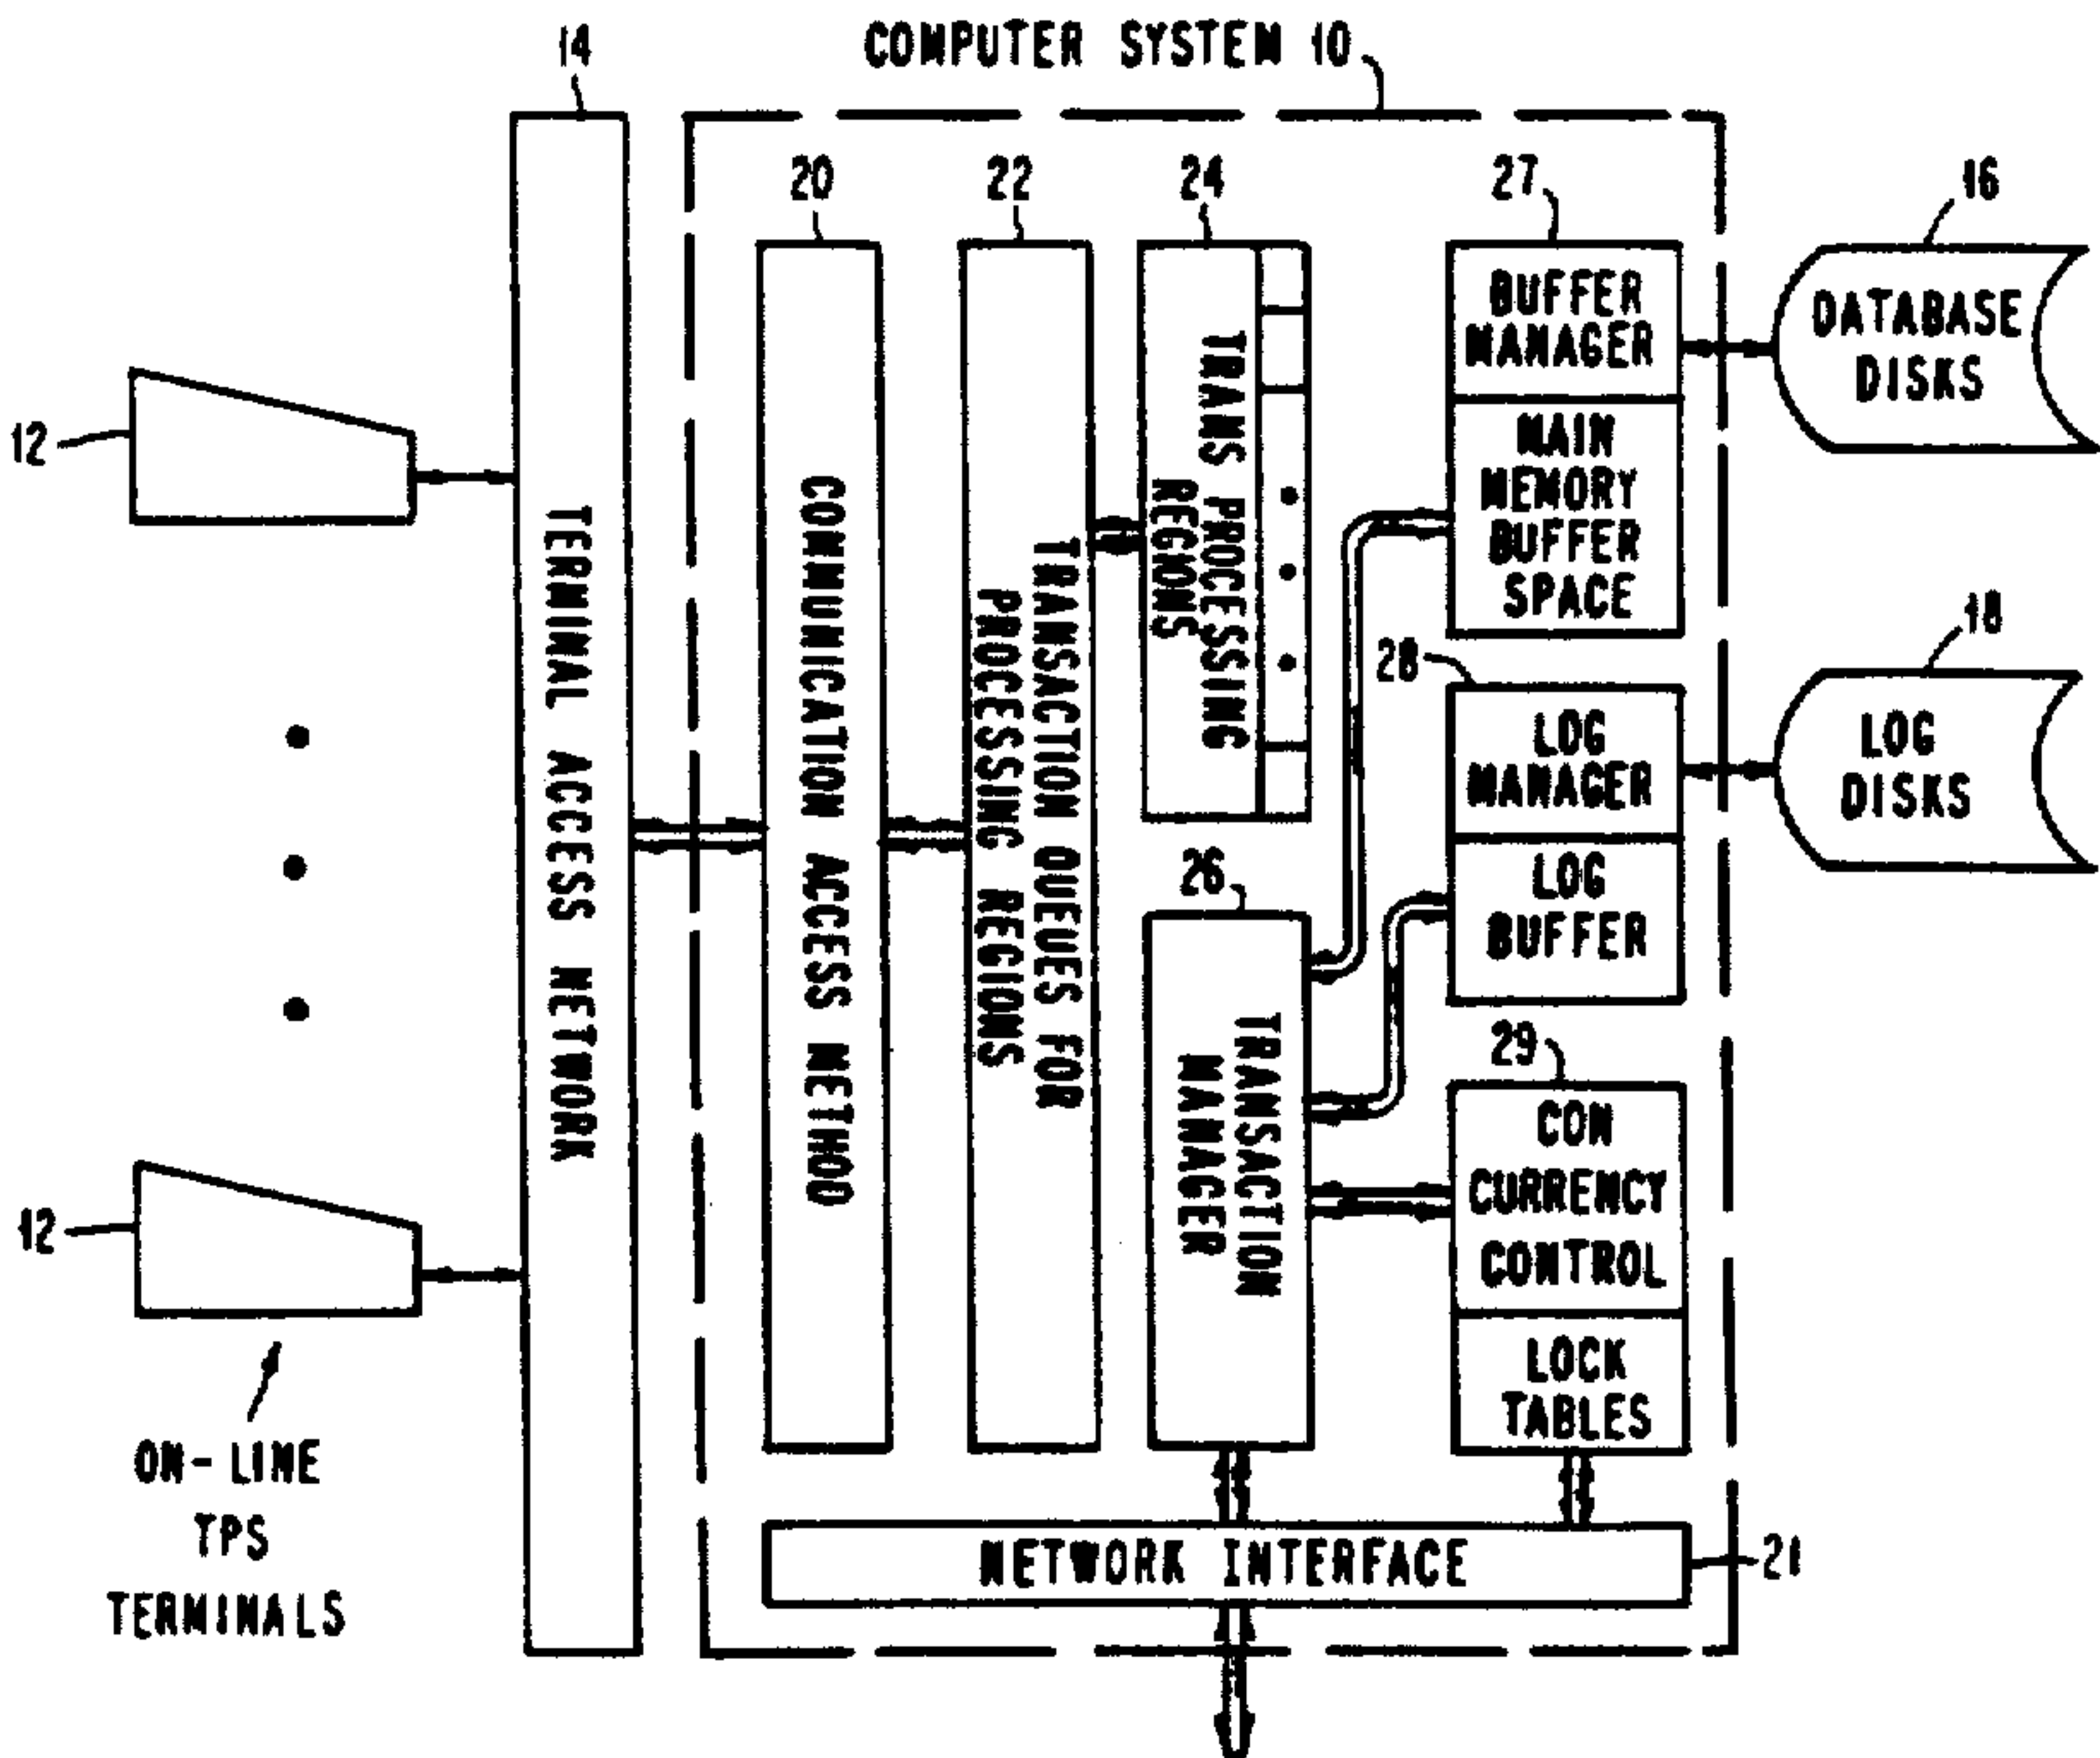 COMPUTER SYSTEM 10
14
20
22
24
27
16
BUFFER
MANAGER
DATABASE
DISKS
MAIN
MEMORY
BUFFER
SPACE
12
TERMINAL ACCESS NETWORK
COMMUNICATION ACCESS METHOD
TRANSACTION QUEUES FOR
PROCESSING REGIONS
TRANS PROCESSING
REGIONS
28
18
LOG
MANAGER
LOG
DISKS
LOG
BUFFER
26
TRANSACTION
MANAGER
29
CON
CURRENCY
CONTROL
LOCK
TABLES
12
ON-LINE
TPS
TERMINALS
NETWORK INTERFACE
21